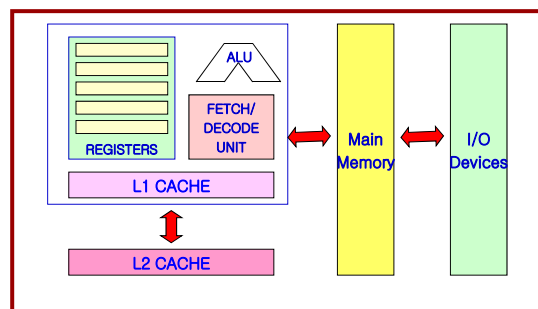 ALU
REGISTERS
FETCH/
DECODE
UNIT
L1 CACHE
L2 CACHE
Main
Memory
I/O
Devices